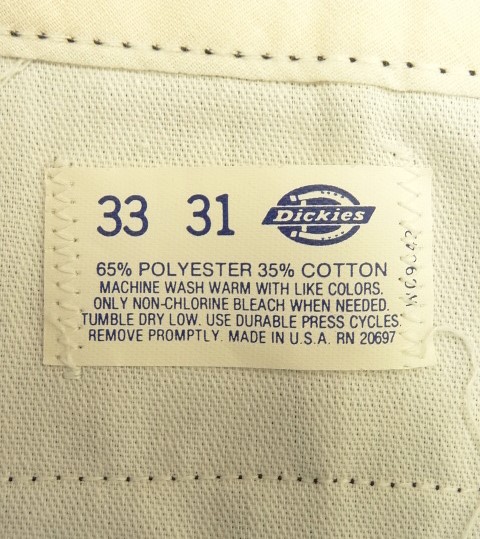 33 31 Dickies
65% POLYESTER 35% COTTON
MACHINE WASH WARM WITH LIKE COLORS.
ONLY NON-CHLORINE BLEACH WHEN NEEDED.
TUMBLE DRY LOW. USE DURABLE PRESS CYCLES.
REMOVE PROMPTLY. MADE IN U.S.A. RN 20697